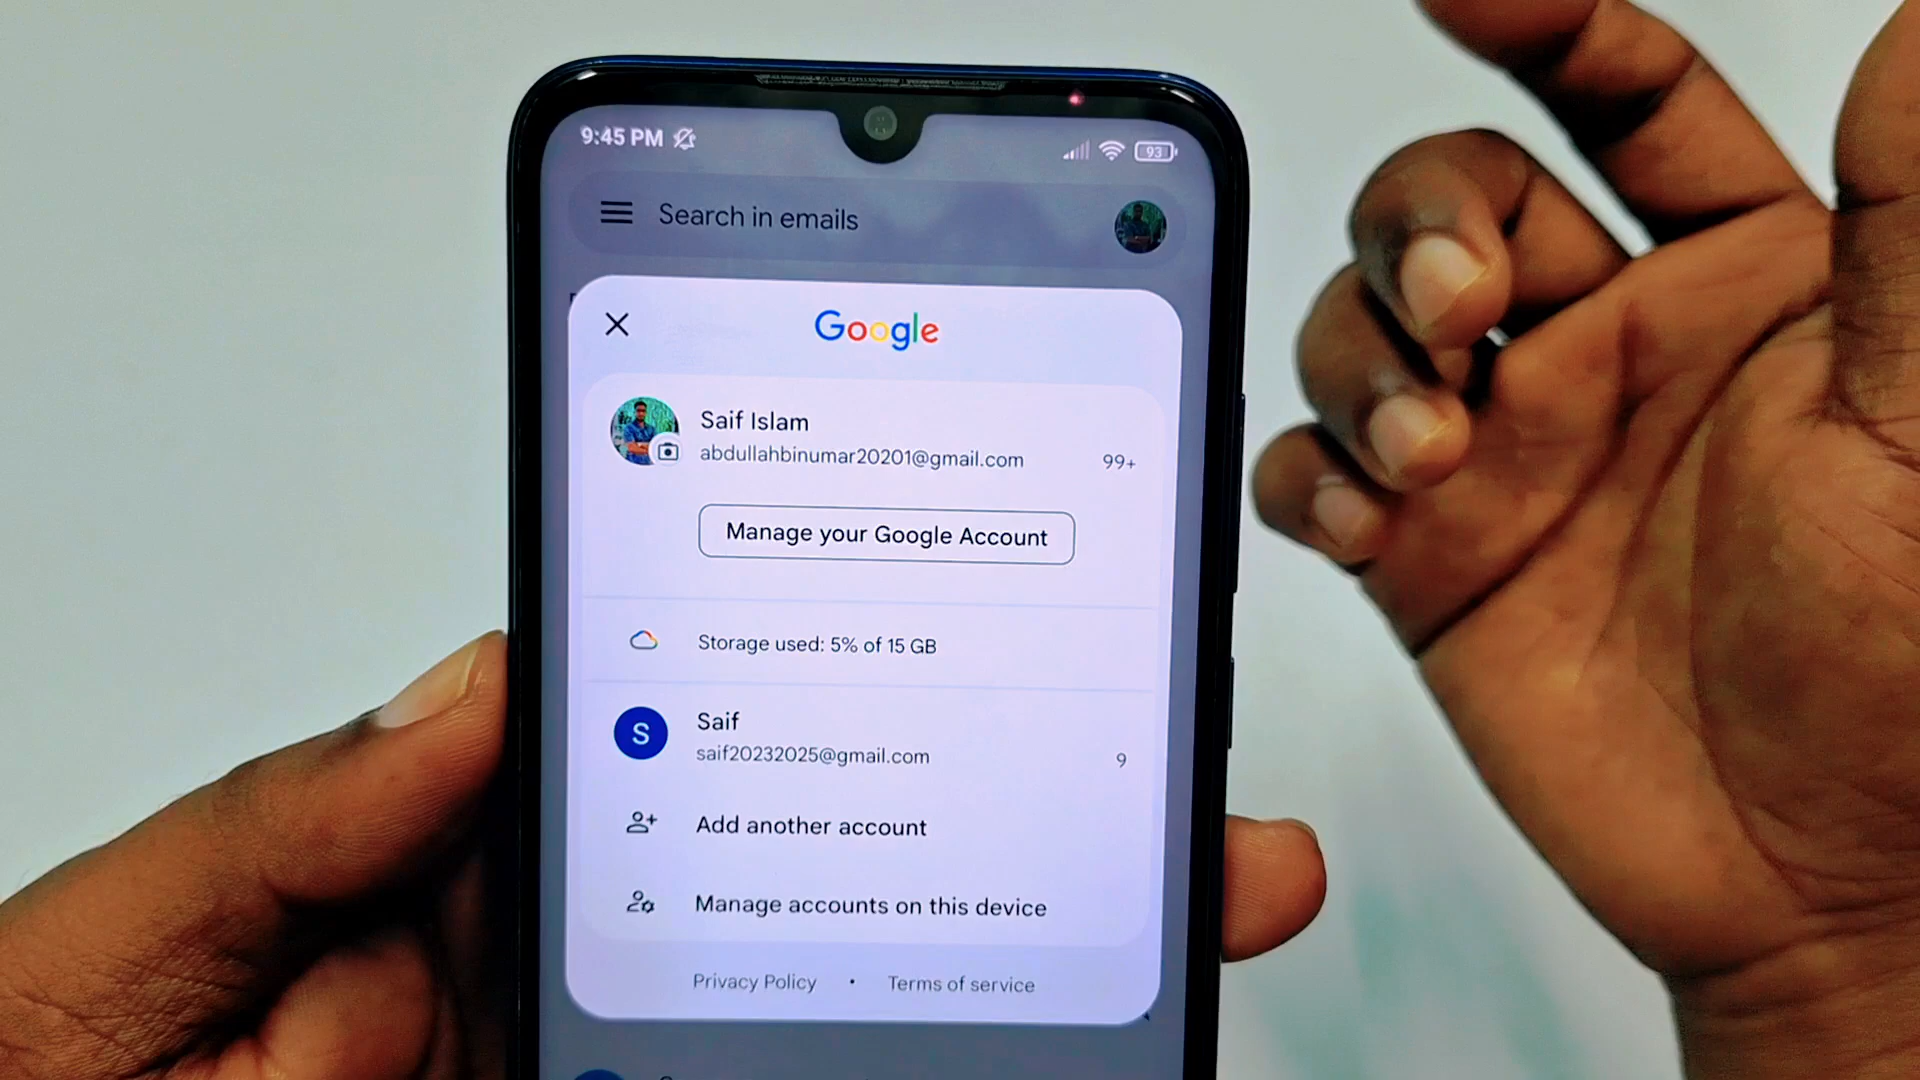 9:45 PM
93
Search in emails
Google
Saif Islam
abdullahbinumar20201@gmail.com
99+
Manage your Google Account
Storage used: 5% of 15 GB
S
Saif
saif20232025@gmail.com
9
Add another account
Manage accounts on this device
Privacy Policy • Terms of service